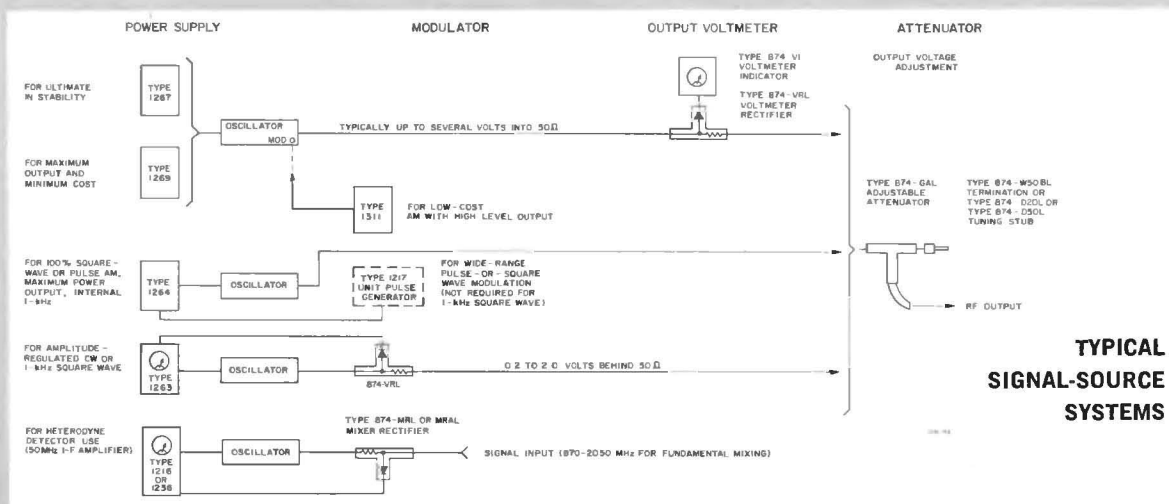 POWER SUPPLY
MODULATOR
OUTPUT VOLTMETER
ATTENUATOR
FOR ULTIMATE
IN STABILITY
TYPE
1267
FOR MAXIMUM
OUTPUT AND
MINIMUM COST
TYPE
1269
OSCILLATOR
MOD
TYPICALLY UP TO SEVERAL VOLTS INTO 50Ω
TYPE 874 VI
VOLTMETER
INDICATOR
TYPE 874-VRL
VOLTMETER
RECTIFIER
OUTPUT VOLTAGE
ADJUSTMENT
TYPE
1311
FOR LOW-COST
AM WITH HIGH LEVEL OUTPUT
TYPE 874-GAL
ADJUSTABLE
ATTENUATOR
TYPE 874-W50BL
TERMINATION OR
TYPE 874-D20L OR
TYPE 874-D50L
TUNING STUB
RF OUTPUT
FOR 100% SQUARE-
WAVE OR PULSE AM,
MAXIMUM POWER
OUTPUT, INTERNAL
1-kHz
TYPE
1264
OSCILLATOR
TYPE 1217
UNIT PULSE
GENERATOR
FOR WIDE-RANGE
PULSE-OR-SQUARE
WAVE MODULATION
(NOT REQUIRED FOR
1-kHz SQUARE WAVE)
FOR AMPLITUDE-
REGULATED CW OR
1-kHz SQUARE WAVE
TYPE
1263
OSCILLATOR
874-VRL
0.2 TO 2.0 VOLTS BEHIND 50Ω
FOR HETERODYNE
DETECTOR USE
(50MHz I-F AMPLIFIER)
TYPE
1216
OR
1236
OSCILLATOR
TYPE 874-MRL OR MRAL
MIXER RECTIFIER
SIGNAL INPUT (870-2050 MHz FOR FUNDAMENTAL MIXING)
TYPICAL
SIGNAL-SOURCE
SYSTEMS